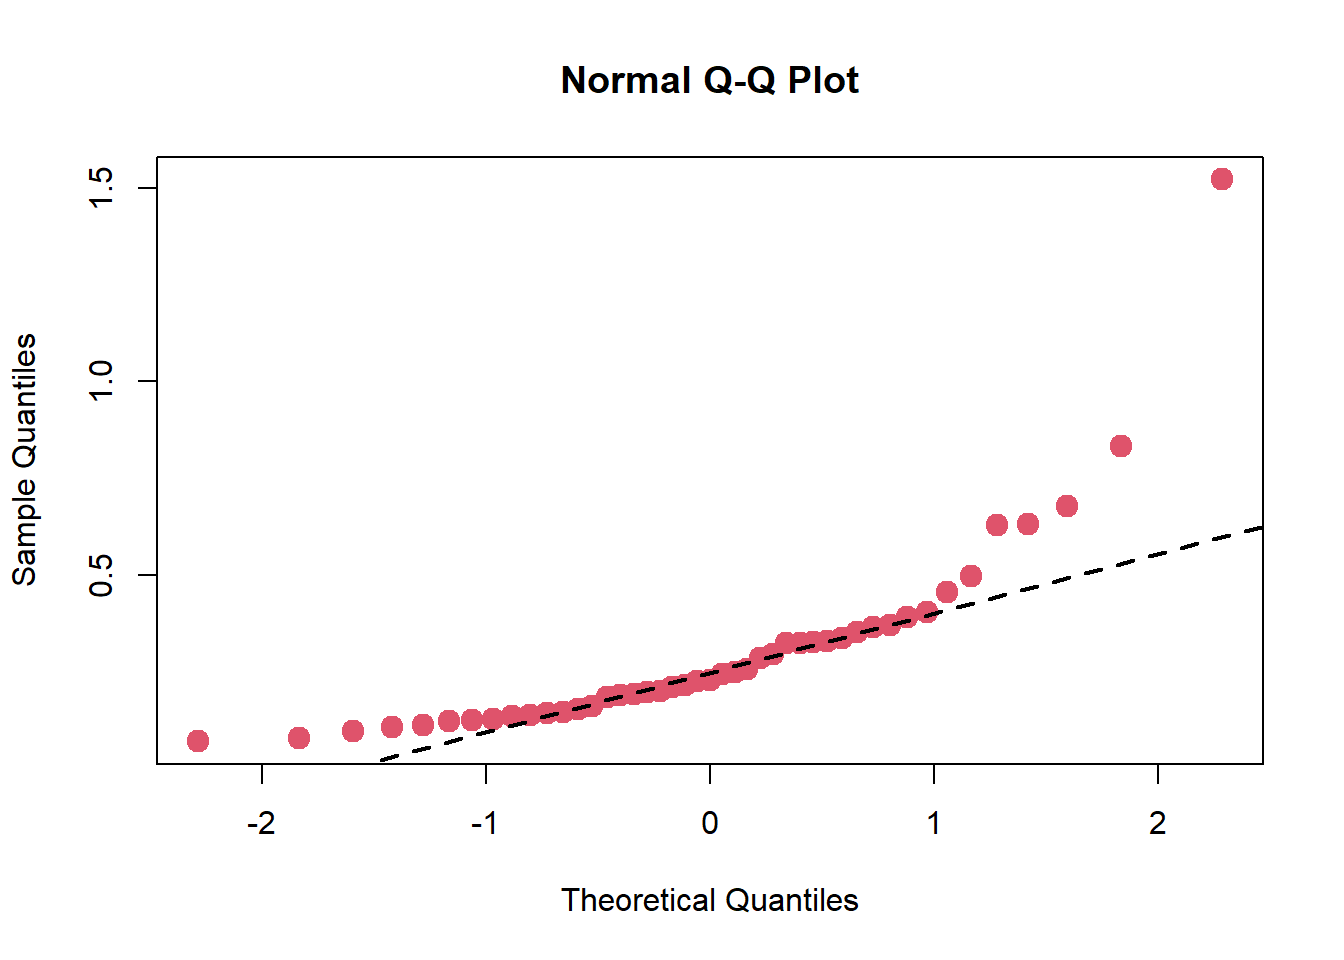 Normal Q-Q Plot
1.5
1.0
0.5
Sample Quantiles
-2 -1 0 1 2
Theoretical Quantiles